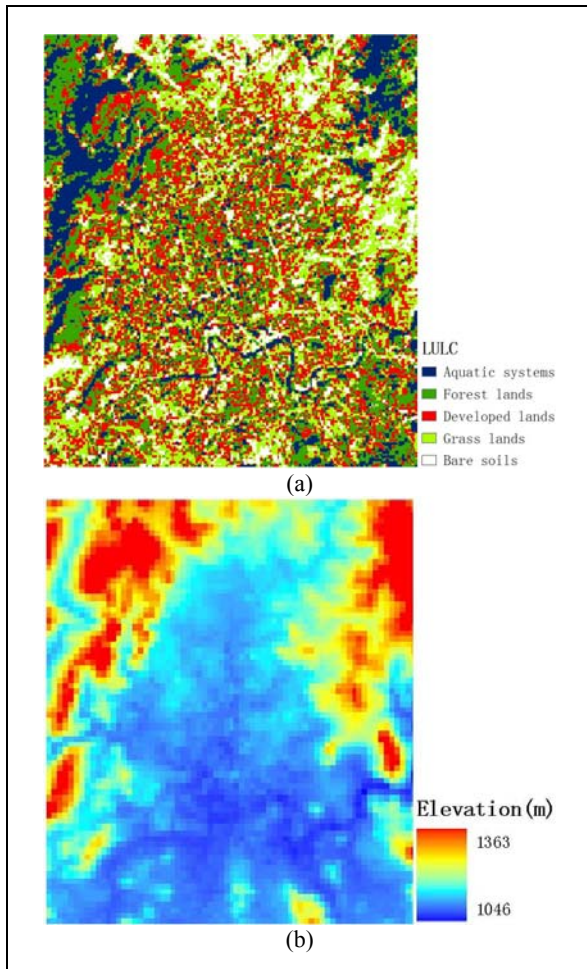 LULC
Aquatic systems
Forest lands
Developed lands
Grass lands
Bare soils
(a)
Elevation(m)
1363
1046
(b)